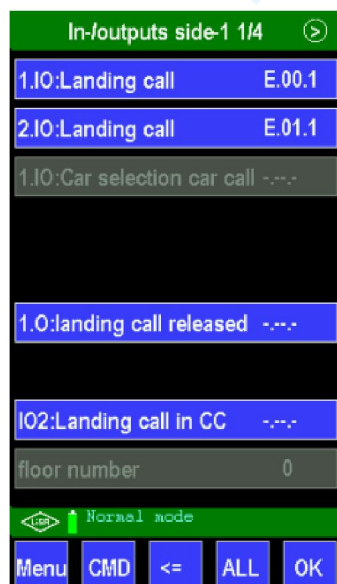 In-/outputs side-1 1/4 >
1.IO:Landing call E.00.1
2.IO:Landing call E.01.1
1.IO:Car selection car call -.--.-
1.O:landing call released -.--.-
IO2:Landing call in CC -.--.-
floor number 0
LiSA Normal mode
Menu CMD <= ALL OK